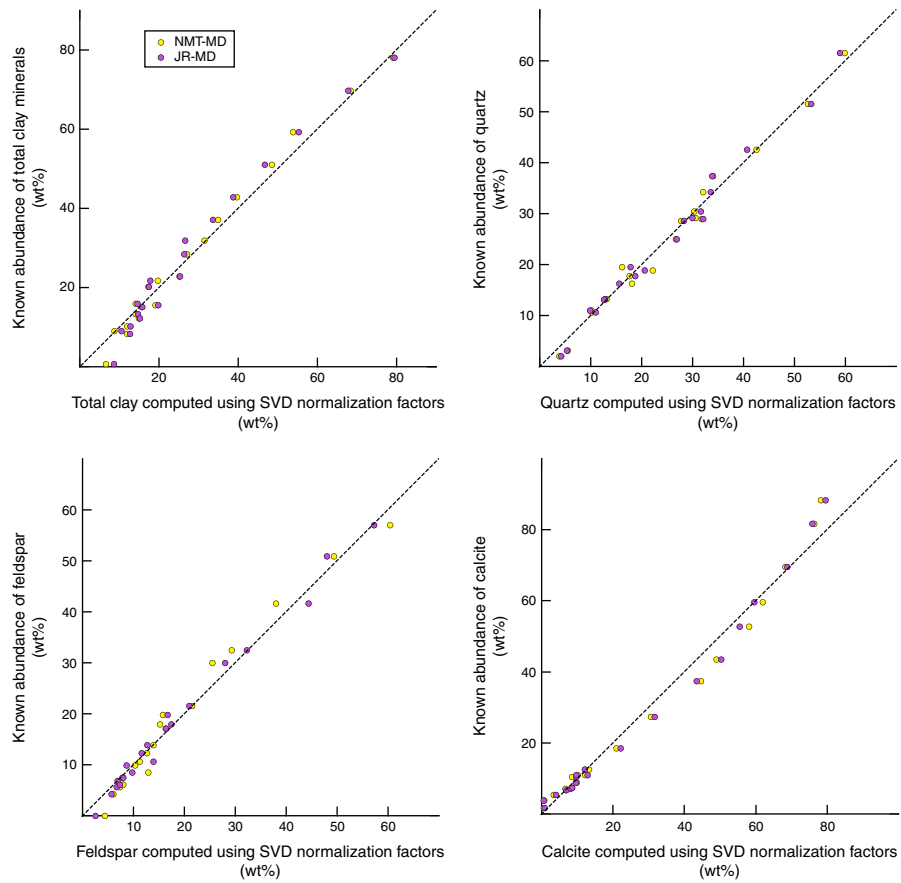 Known abundance of total clay minerals
(wt%)
80
60
40
20
NMT-MD
JR-MD
20
40
60
80
Total clay computed using SVD normalization factors
(wt%)
Known abundance of quartz
(wt%)
60
50
40
30
20
10
10
20
30
40
50
60
Quartz computed using SVD normalization factors
(wt%)
Known abundance of feldspar
(wt%)
60
50
40
30
20
10
10
20
30
40
50
60
Feldspar computed using SVD normalization factors
(wt%)
Known abundance of calcite
(wt%)
80
60
40
20
20
40
60
80
Calcite computed using SVD normalization factors
(wt%)